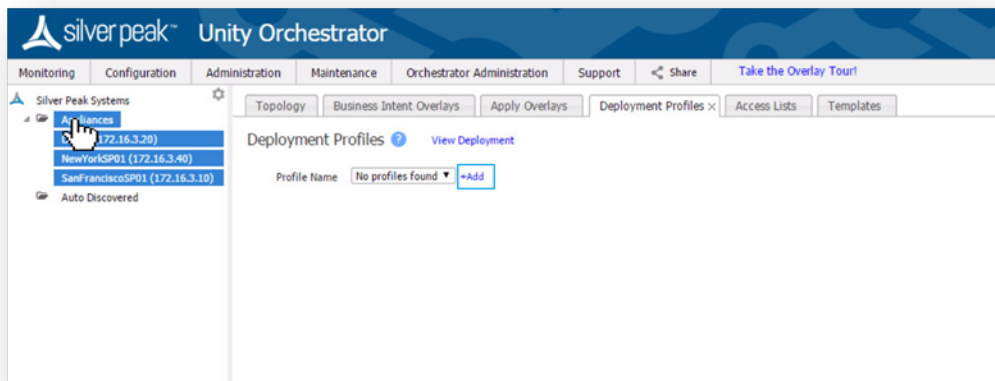 silver peak™ Unity Orchestrator
Monitoring Configuration Administration Maintenance Orchestrator Administration Support Share Take the Overlay Tour!
Silver Peak Systems
Appliances
(172.16.3.20)
NewYorkSP01 (172.16.3.40)
SanFranciscoSP01 (172.16.3.10)
Auto Discovered
Topology Business Intent Overlays Apply Overlays Deployment Profiles × Access Lists Templates
Deployment Profiles ? View Deployment
Profile Name No profiles found ▼ +Add